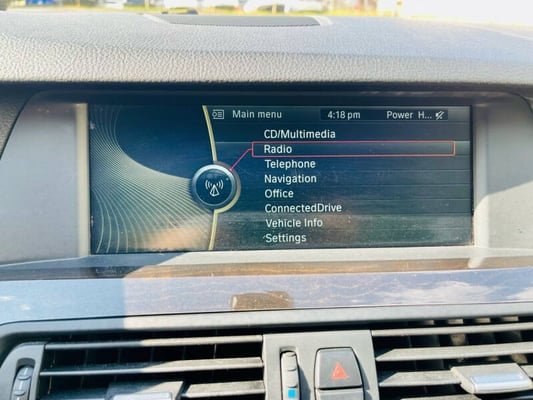 Main menu 4:18 pm Power H...
CD/Multimedia
Radio
Telephone
Navigation
Office
ConnectedDrive
Vehicle Info
Settings